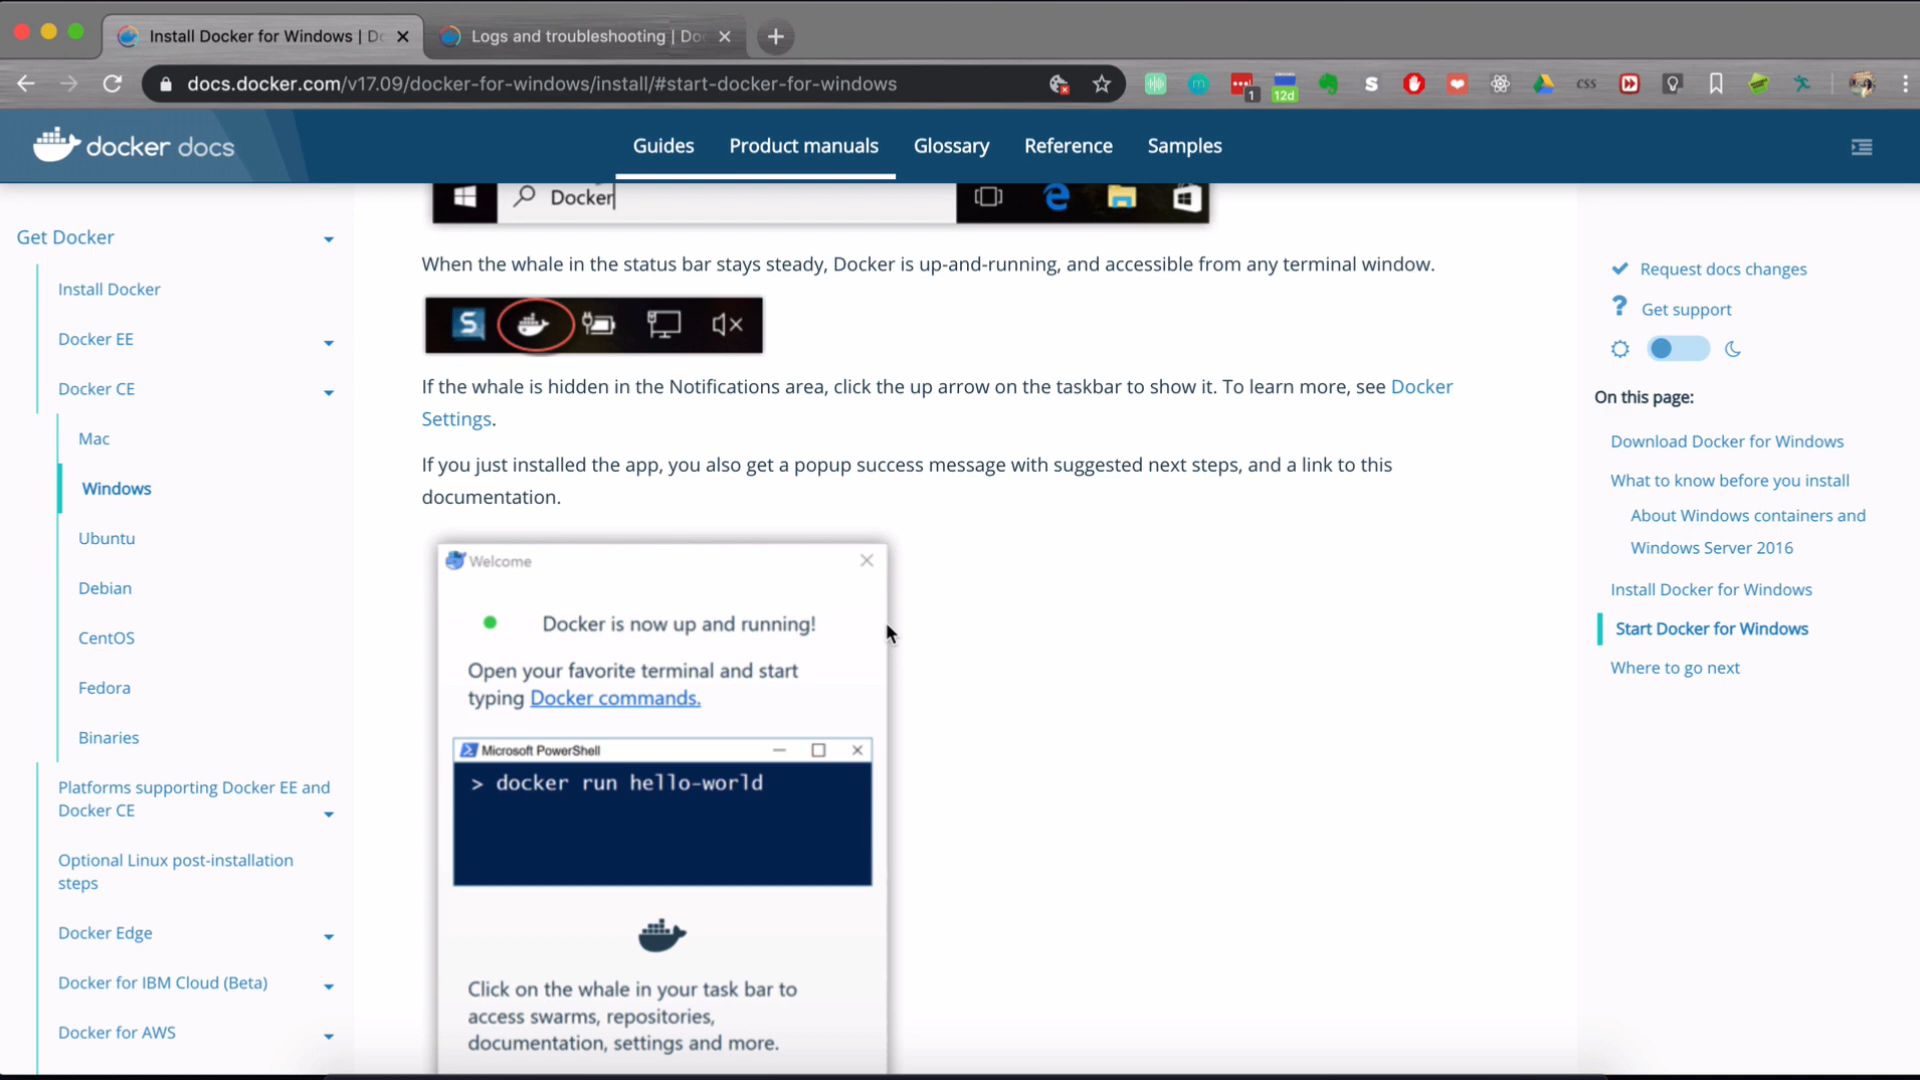 Install Docker for Windows | Do
Logs and troubleshooting | Doc
docs.docker.com/v17.09/docker-for-windows/install/#start-docker-for-windows
1
12d
S
CSS
docker docs
Guides
Product manuals
Glossary
Reference
Samples
Get Docker
Install Docker
Docker EE
Docker CE
Mac
Windows
Ubuntu
Debian
CentOS
Fedora
Binaries
Platforms supporting Docker EE and
Docker CE
Optional Linux post-installation
steps
Docker Edge
Docker for IBM Cloud (Beta)
Docker for AWS
Docker
When the whale in the status bar stays steady, Docker is up-and-running, and accessible from any terminal window.
S
If the whale is hidden in the Notifications area, click the up arrow on the taskbar to show it. To learn more, see Docker
Settings.
If you just installed the app, you also get a popup success message with suggested next steps, and a link to this
documentation.
Welcome
Docker is now up and running!
Open your favorite terminal and start
typing Docker commands.
Microsoft PowerShell
> docker run hello-world
Click on the whale in your task bar to
access swarms, repositories,
documentation, settings and more.
Request docs changes
Get support
On this page:
Download Docker for Windows
What to know before you install
About Windows containers and
Windows Server 2016
Install Docker for Windows
Start Docker for Windows
Where to go next